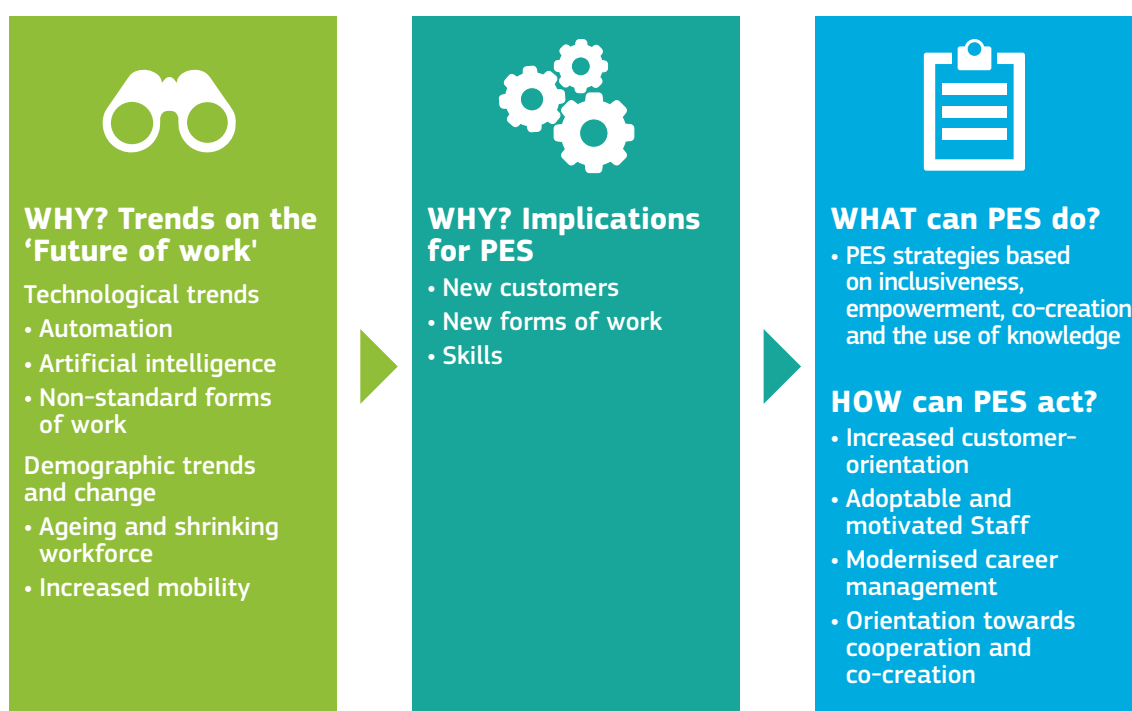 WHY? Trends on the
‘Future of work'
Technological trends
• Automation
• Artificial intelligence
• Non-standard forms
of work
Demographic trends
and change
• Ageing and shrinking
workforce
• Increased mobility
WHY? Implications
for PES
• New customers
• New forms of work
• Skills
WHAT can PES do?
• PES strategies based
on inclusiveness,
empowerment, co-creation
and the use of knowledge
HOW can PES act?
• Increased customer-
orientation
• Adoptable and
motivated Staff
• Modernised career
management
• Orientation towards
cooperation and
co-creation